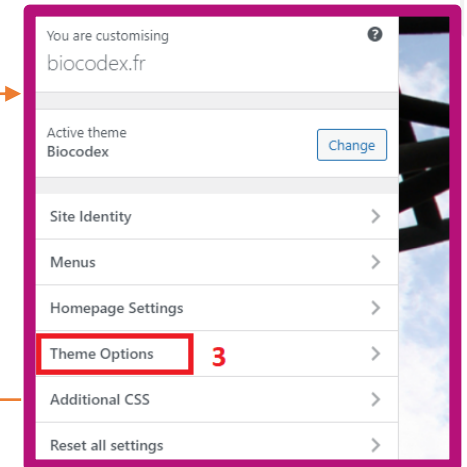 You are customising
biocodex.fr
Active theme
Biocodex
Change
Site Identity
Menus
Homepage Settings
Theme Options
3
Additional CSS
Reset all settings